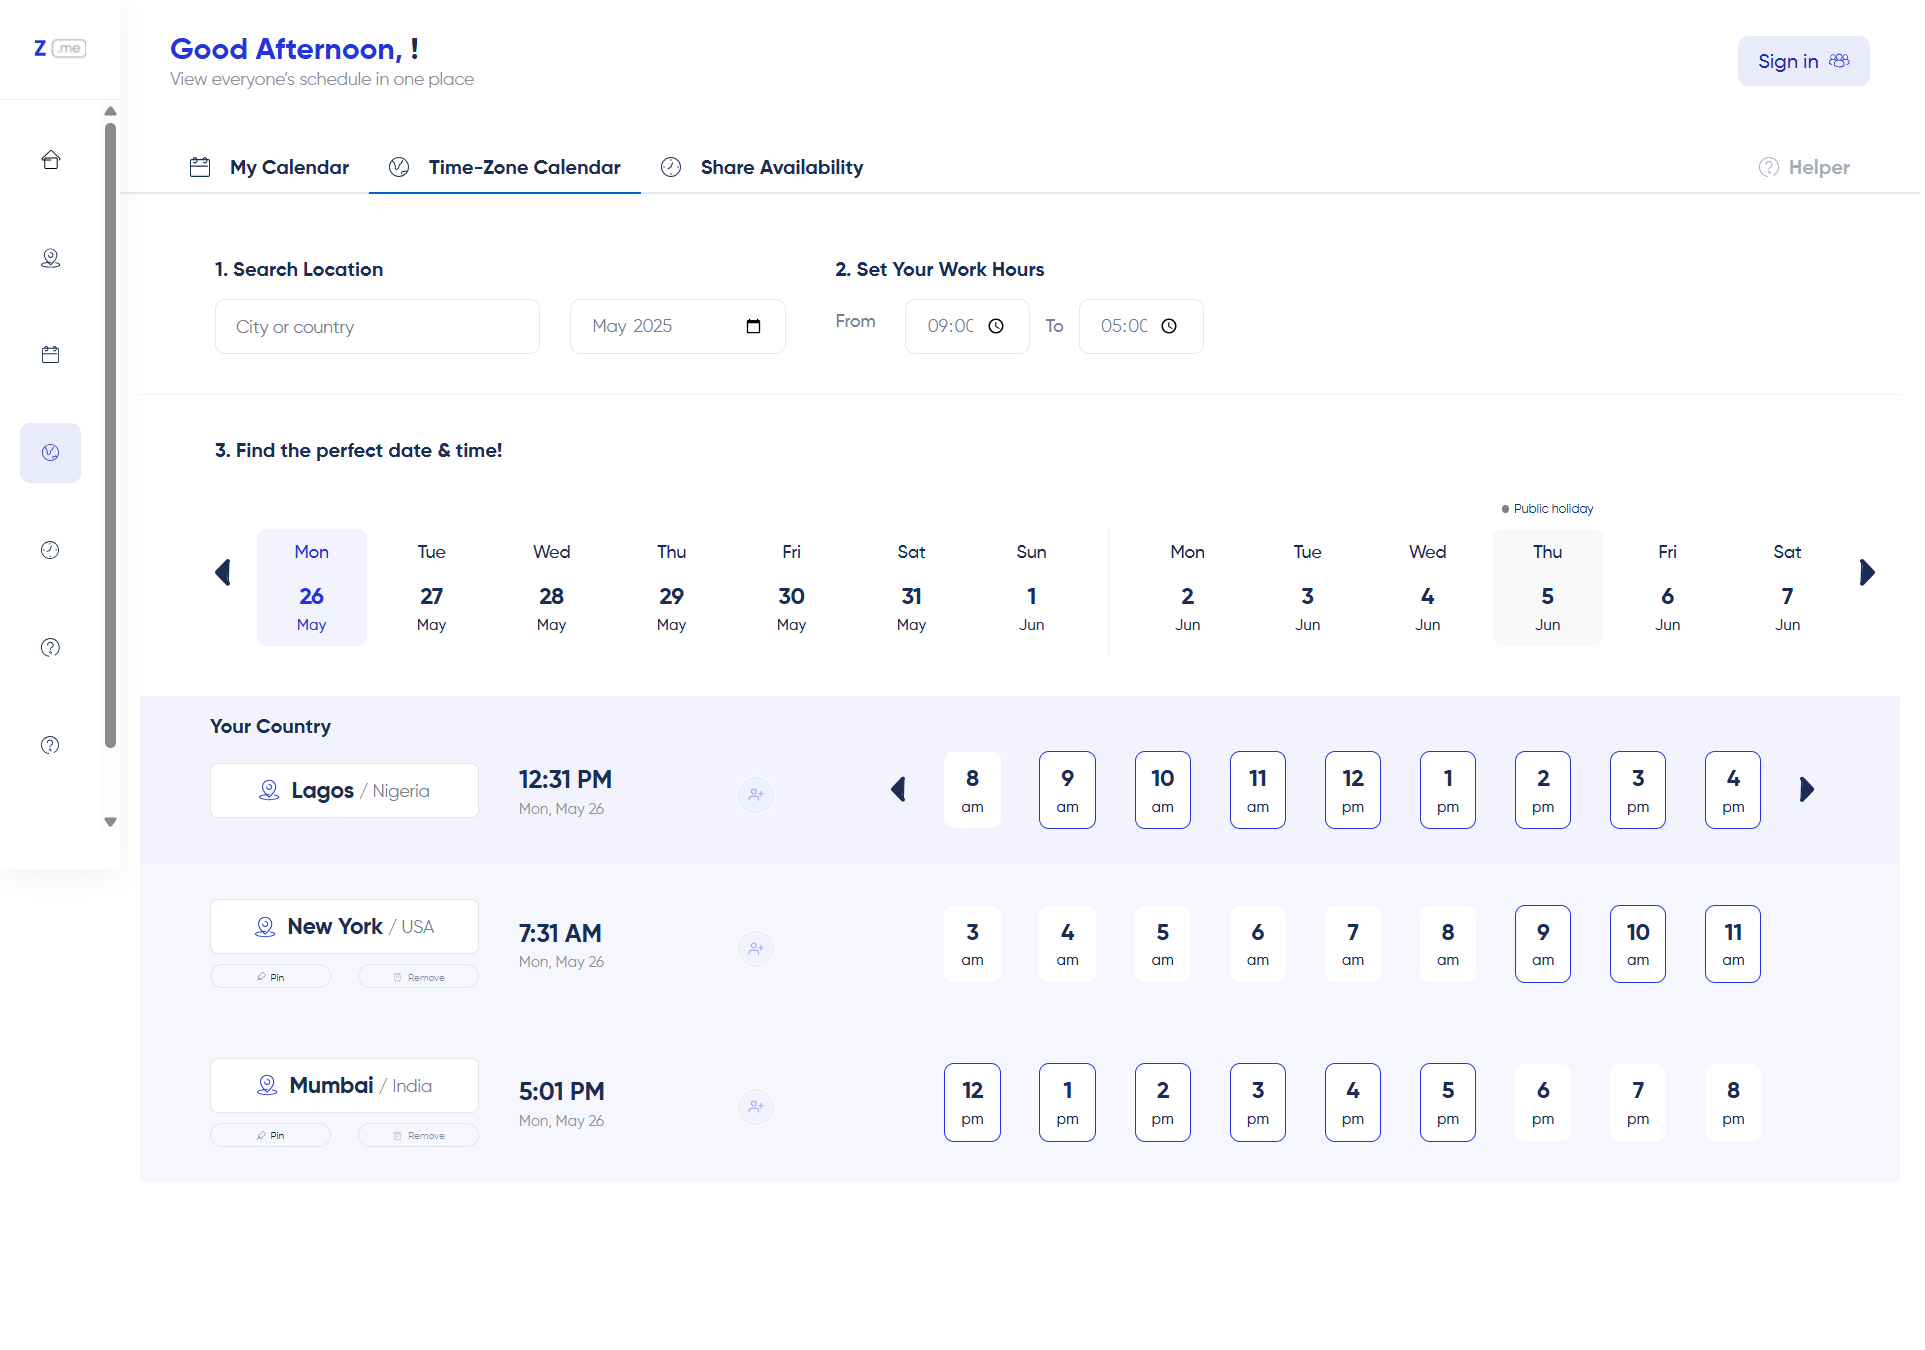 Z .me
Good Afternoon, !
View everyone's schedule in one place
Sign in
My Calendar
Time-Zone Calendar
Share Availability
Helper
1. Search Location
2. Set Your Work Hours
City or country
May 2025
From
09:00
To
05:00
3. Find the perfect date & time!
Public holiday
Mon Tue Wed Thu Fri Sat Sun Mon Tue Wed Thu Fri Sat
26 27 28 29 30 31 1 2 3 4 5 6 7
May May May May May May Jun Jun Jun Jun Jun Jun Jun
Your Country
Lagos / Nigeria
12:31 PM
Mon, May 26
8 9 10 11 12 1 2 3 4
am am am am pm pm pm pm pm
New York / USA
Pin
Remove
7:31 AM
Mon, May 26
3 4 5 6 7 8 9 10 11
am am am am am am am am am
Mumbai / India
Pin
Remove
5:01 PM
Mon, May 26
12 1 2 3 4 5 6 7 8
pm pm pm pm pm pm pm pm pm